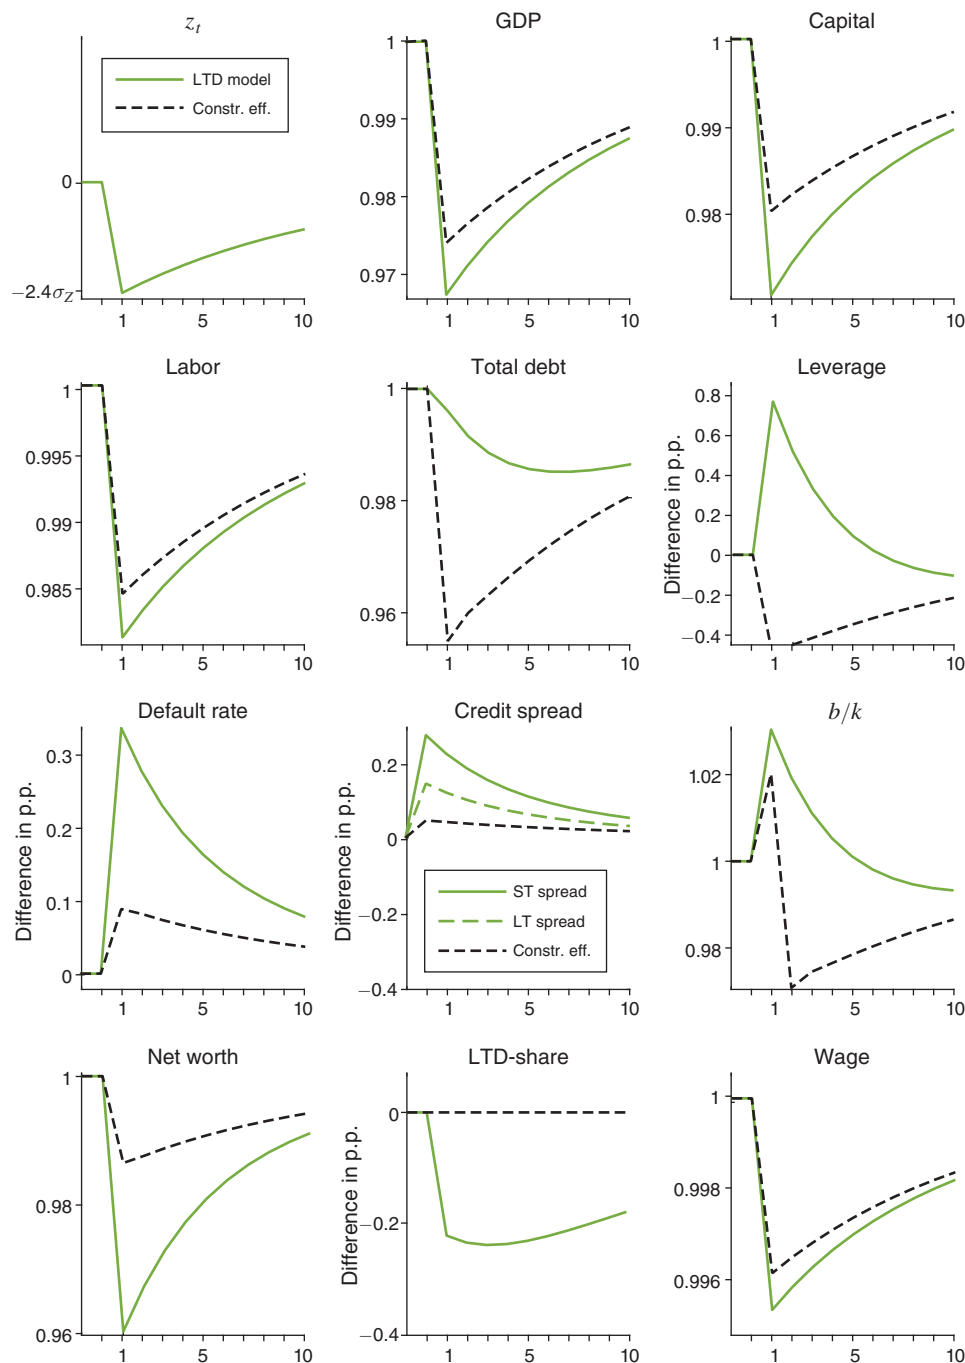 z_t
0
−2.4σ_Z
LTD model
Constr. eff.
1 5 10
GDP
1
0.99
0.98
0.97
1 5 10
Capital
1
0.99
0.98
1 5 10
Labor
1
0.995
0.99
0.985
1 5 10
Total debt
1
0.98
0.96
1 5 10
Leverage
Difference in p.p.
0.8
0.6
0.4
0.2
0
−0.2
−0.4
1 5 10
Default rate
Difference in p.p.
0.3
0.2
0.1
0
1 5 10
Credit spread
Difference in p.p.
0.2
0
−0.2
−0.4
ST spread
LT spread
Constr. eff.
1 5 10
b/k
1.02
1
0.98
1 5 10
Net worth
1
0.98
0.96
1 5 10
LTD-share
Difference in p.p.
0
−0.2
−0.4
1 5 10
Wage
1
0.998
0.996
1 5 10